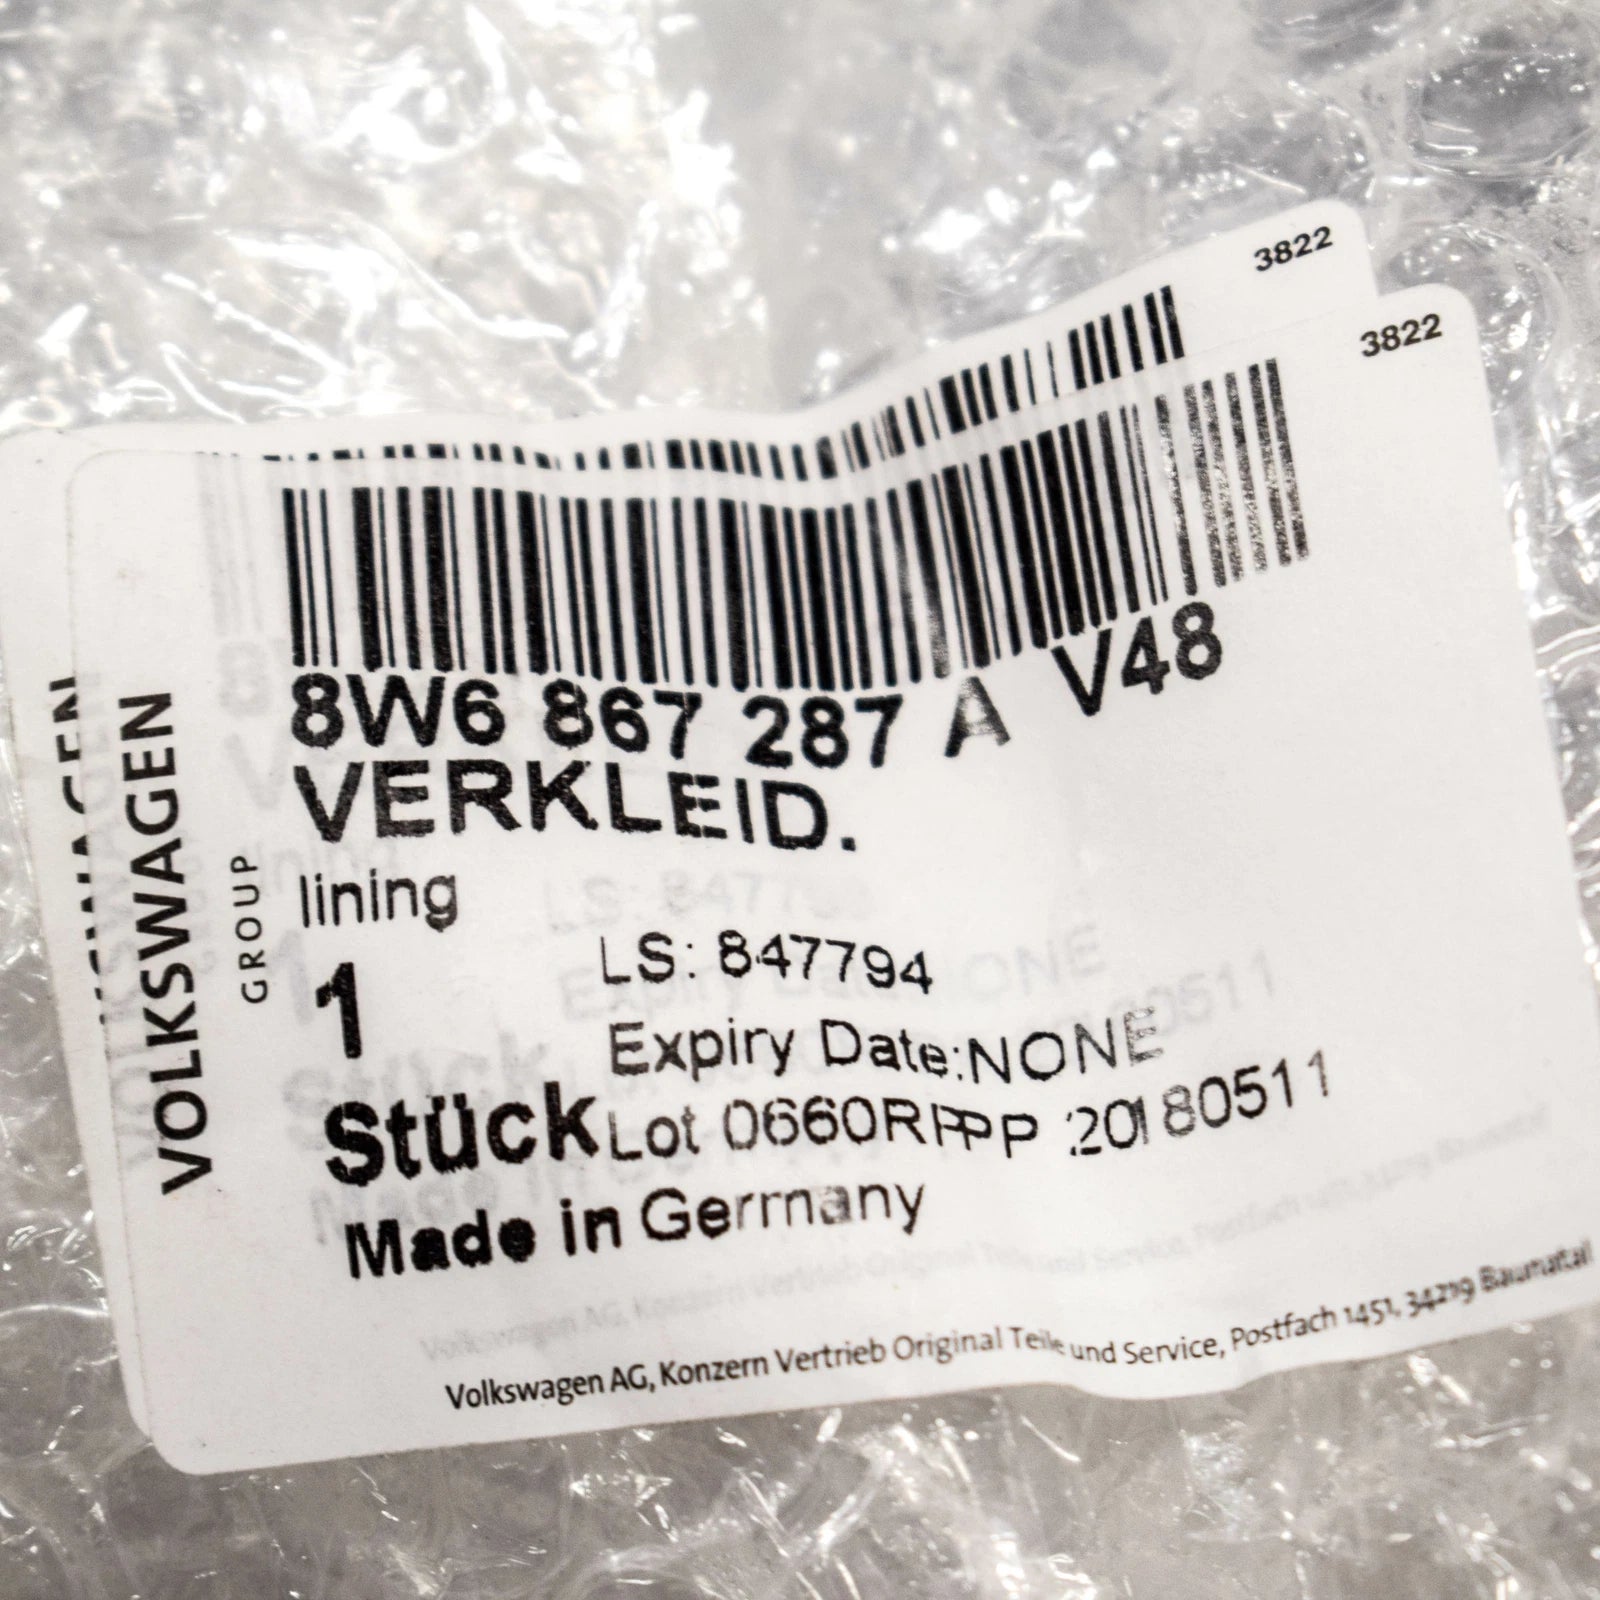 3822
3822
8W6 867 287 A V48
VERKLEID.
lining
1
LS: 847794
Expiry Date:NONE
Stück
Lot 0660RPPP 20180511
Made in Germany
VOLKSWAGEN
GROUP
Volkswagen AG, Konzern Vertrieb Original Teile und Service, Postfach 1451, 34219 Baunatal